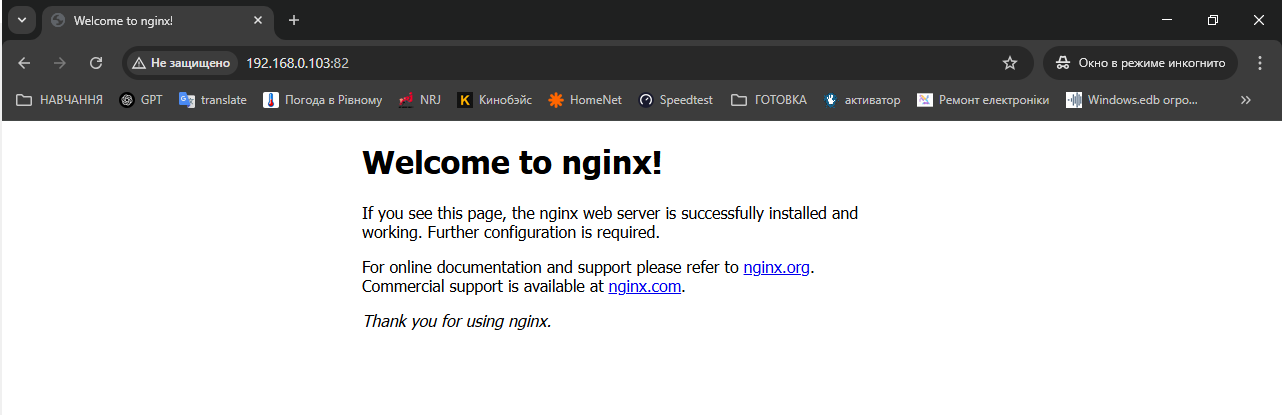 Welcome to nginx!
Не защищено 192.168.0.103:82 Окно в режиме инкогнито
НАВЧАННЯ GPT translate Погода в Рівному NRJ Кинобэйс HomeNet Speedtest ГОТОВКА активатор Ремонт електроніки Windows.edb огро...
Welcome to nginx!
If you see this page, the nginx web server is successfully installed and
working. Further configuration is required.
For online documentation and support please refer to nginx.org.
Commercial support is available at nginx.com.
Thank you for using nginx.